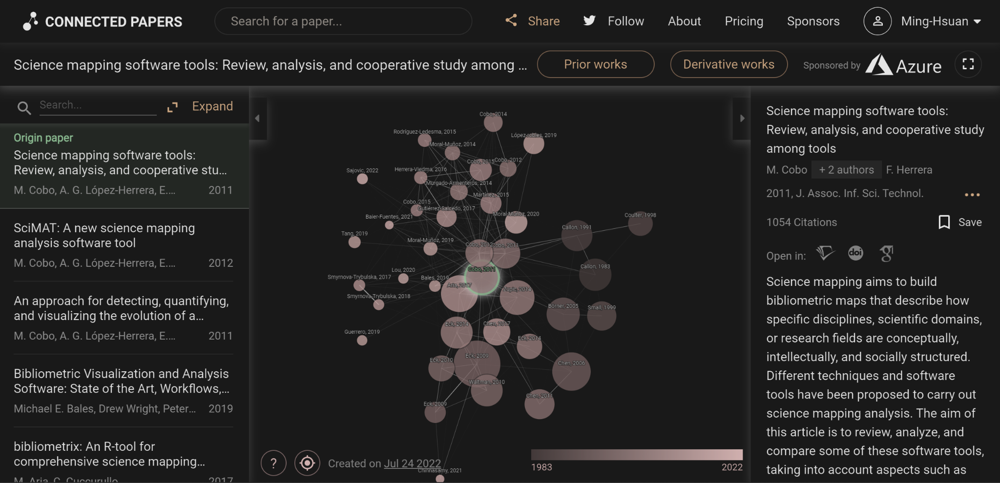 CONNECTED PAPERS
Search for a paper...
Share
Follow
About
Pricing
Sponsors
Ming-Hsuan
Science mapping software tools: Review, analysis, and cooperative study among ...
Prior works
Derivative works
Sponsored by
Azure
Search...
Expand
Origin paper
Science mapping software tools:
Review, analysis, and cooperative stu...
M. Cobo, A. G. López-Herrera, E....
2011
SciMAT: A new science mapping
analysis software tool
M. Cobo, A. G. López-Herrera, E....
2012
An approach for detecting, quantifying,
and visualizing the evolution of a...
M. Cobo, A. G. López-Herrera, E....
2011
Bibliometric Visualization and Analysis
Software: State of the Art, Workflows,...
Michael E. Bales, Drew Wright, Peter...
2019
bibliometrix: An R-tool for
comprehensive science mapping...
M. Aria, C. Cuccurullo
2017
Cobo, 2014
Rodríguez-Ledesma, 2015
López-robles, 2019
Moral-Muñoz, 2014
Cobo, 2015
Cobo, 2012
Sajovic, 2022
Herrera-Viedma, 2016
Murgado-Armenteros, 2014
Martínez, 2015
Cobo, 2015
Gutiérrez-Salcedo, 2017
Baier-Fuentes, 2021
Moral-Muñoz, 2020
Coulter, 1998
Callon, 1991
Tang, 2019
Moral-Muñoz, 2019
Cobo, 2012
Cobo, 2011
Callon, 1983
Lou, 2020
Cobo, 2011
Smyrnova-Trybulska, 2017
Bales, 2019
Aria, 2017
Zupic, 2014
Smyrnova-Trybulska, 2018
Börner, 2005
Small, 1999
Eck, 2014
Chen, 2017
Guerrero, 2019
Eck, 2014
Eck, 2009
Eck, 2010
Chen, 2006
Waltman, 2010
Chen, 2011
Eck, 2009
Chinnasamy, 2021
?
Created on Jul 24 2022
1983
2022
Science mapping software tools:
Review, analysis, and cooperative study
among tools
M. Cobo
+ 2 authors
F. Herrera
2011, J. Assoc. Inf. Sci. Technol.
1054 Citations
Save
Open in:
doi
g
Science mapping aims to build
bibliometric maps that describe how
specific disciplines, scientific domains,
or research fields are conceptually,
intellectually, and socially structured.
Different techniques and software
tools have been proposed to carry out
science mapping analysis. The aim of
this article is to review, analyze, and
compare some of these software tools,
taking into account aspects such as